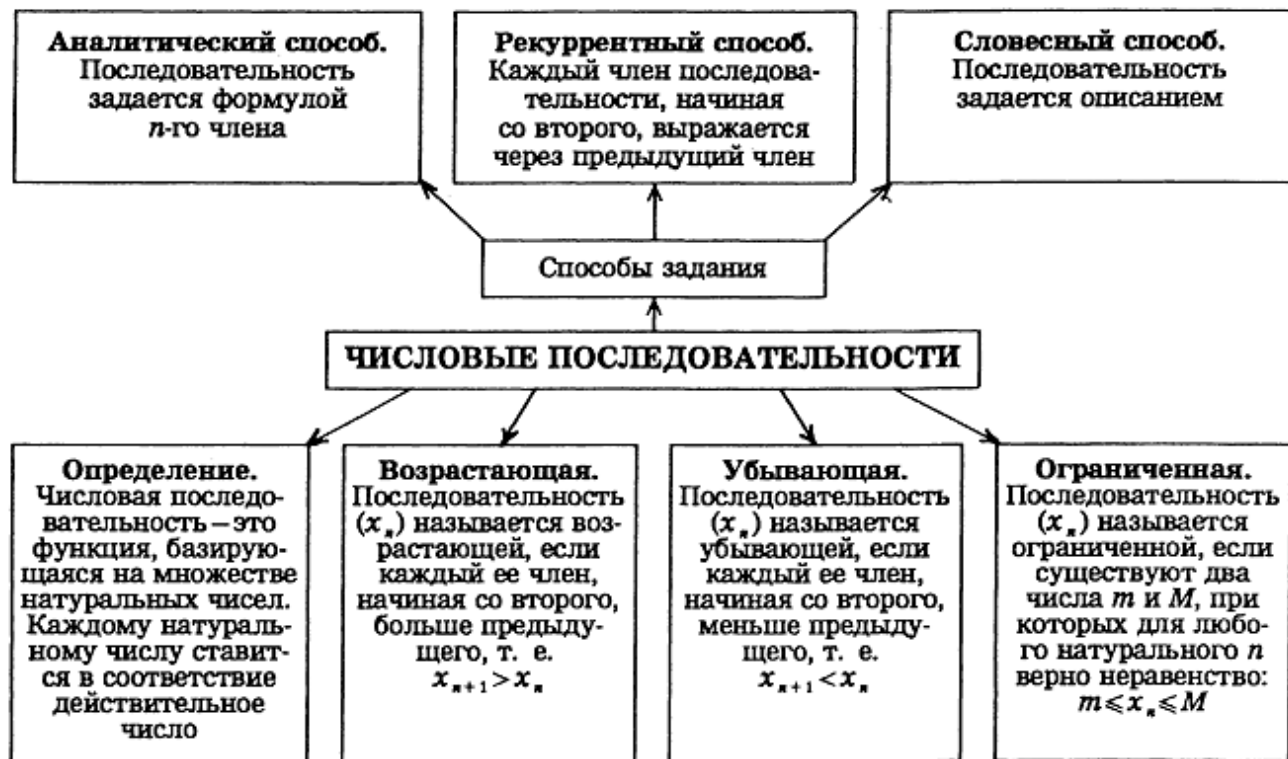 Аналитический способ.
Последовательность
задается формулой
n-го члена
Рекуррентный способ.
Каждый член последова-
тельности, начиная
со второго, выражается
через предыдущий член
Словесный способ.
Последовательность
задается описанием
Способы задания
ЧИСЛОВЫЕ ПОСЛЕДОВАТЕЛЬНОСТИ
Определение.
Числовая последо-
вательность – это
функция, базирую-
щаяся на множестве
натуральных чисел.
Каждому натураль-
ному числу ставит-
ся в соответствие
действительное
число
Возрастающая.
Последовательность
(xₙ) называется воз-
растающей, если
каждый ее член,
начиная со второго,
больше предыду-
щего, т. е.
xₙ₊₁ > xₙ
Убывающая.
Последовательность
(xₙ) называется
убывающей, если
каждый ее член,
начиная со второго,
меньше предыду-
щего, т. е.
xₙ₊₁ < xₙ
Ограниченная.
Последовательность
(xₙ) называется
ограниченной, если
существуют два
числа m и M, при
которых для любо-
го натурального n
верно неравенство:
m ⩽ xₙ ⩽ M